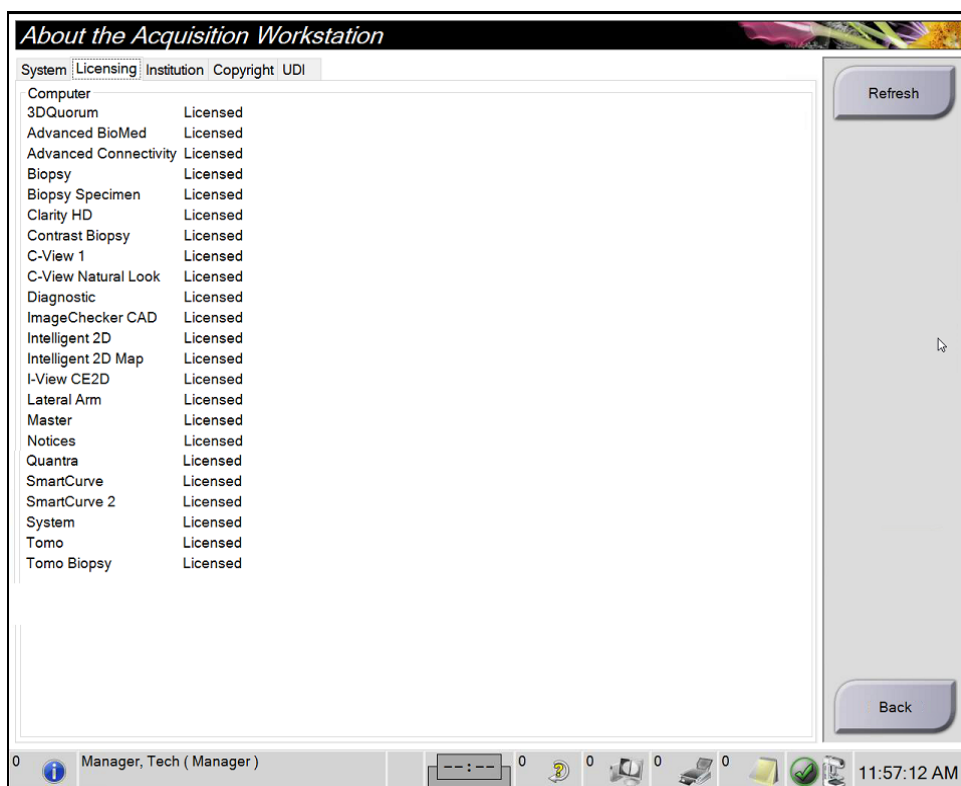 About the Acquisition Workstation
System Licensing Institution Copyright UDI
Computer
3DQuorum Licensed
Advanced BioMed Licensed
Advanced Connectivity Licensed
Biopsy Licensed
Biopsy Specimen Licensed
Clarity HD Licensed
Contrast Biopsy Licensed
C-View 1 Licensed
C-View Natural Look Licensed
Diagnostic Licensed
ImageChecker CAD Licensed
Intelligent 2D Licensed
Intelligent 2D Map Licensed
I-View CE2D Licensed
Lateral Arm Licensed
Master Licensed
Notices Licensed
Quantra Licensed
SmartCurve Licensed
SmartCurve 2 Licensed
System Licensed
Tomo Licensed
Tomo Biopsy Licensed
Refresh
Back
0 Manager, Tech ( Manager ) --:-- 0 0 0 0 11:57:12 AM